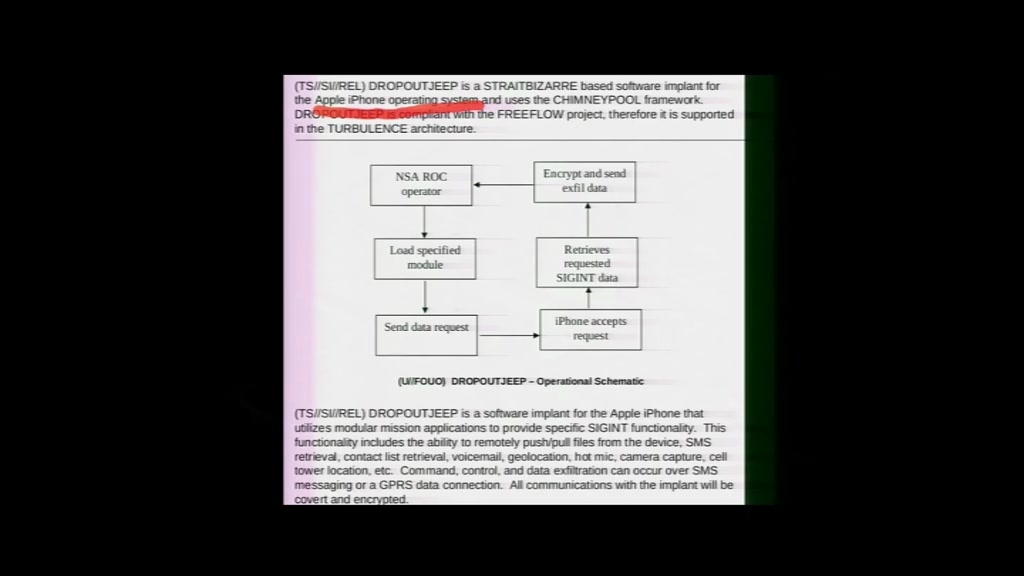 (TS//SI//REL) DROPOUTJEEP is a STRAITBIZARRE based software implant for
the Apple iPhone operating system and uses the CHIMNEYPOOL framework.
DROPOUTJEEP is compliant with the FREEFLOW project, therefore it is supported
in the TURBULENCE architecture.
NSA ROC
operator
Load specified
module
Send data request
iPhone accepts
request
Retrieves
requested
SIGINT data
Encrypt and send
exfil data
(U//FOUO) DROPOUTJEEP – Operational Schematic
(TS//SI//REL) DROPOUTJEEP is a software implant for the Apple iPhone that
utilizes modular mission applications to provide specific SIGINT functionality. This
functionality includes the ability to remotely push/pull files from the device, SMS
retrieval, contact list retrieval, voicemail, geolocation, hot mic, camera capture, cell
tower location, etc. Command, control, and data exfiltration can occur over SMS
messaging or a GPRS data connection. All communications with the implant will be
covert and encrypted.